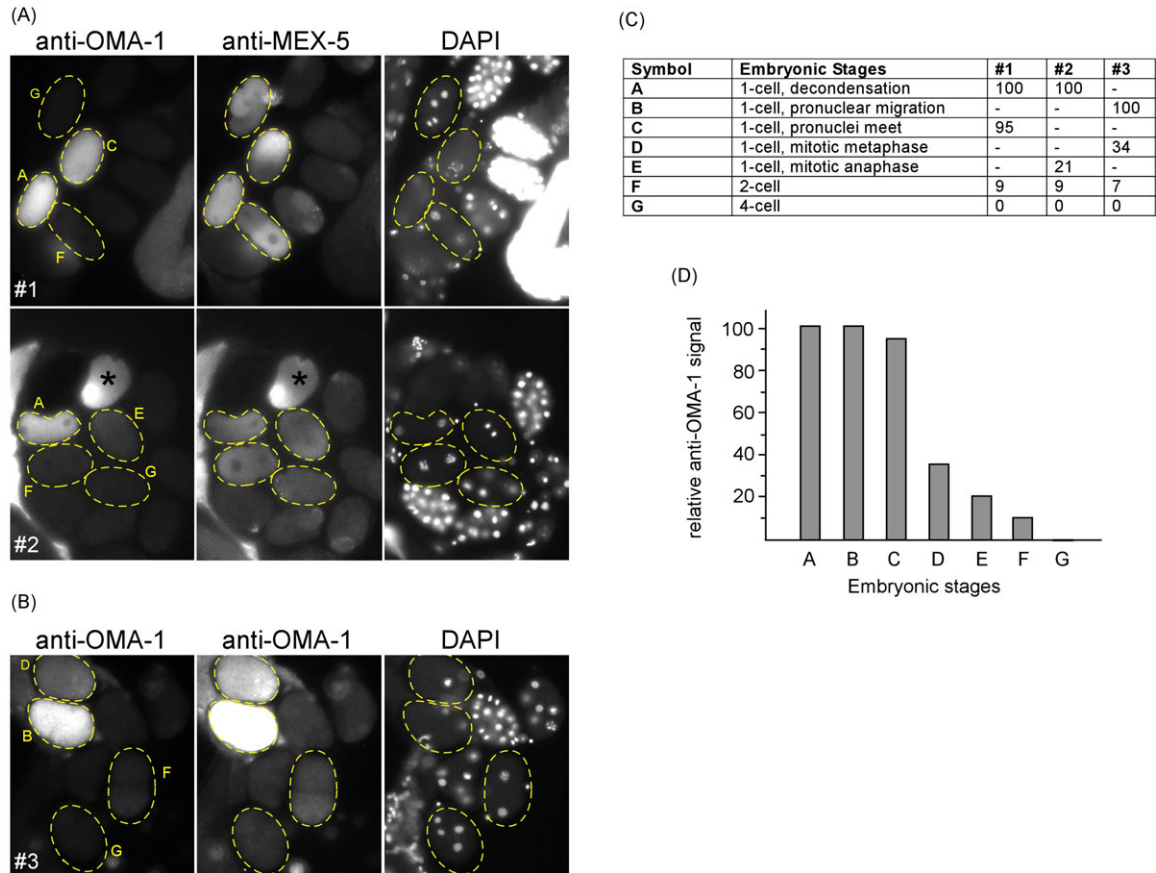 (A)
anti-OMA-1 anti-MEX-5 DAPI
G
C
A
F
#1
* *
A
E
F
G
#2
(B)
anti-OMA-1 anti-OMA-1 DAPI
D
B
F
G
#3
(C)
Symbol Embryonic Stages #1 #2 #3
A 1-cell, decondensation 100 100 -
B 1-cell, pronuclear migration - - 100
C 1-cell, pronuclei meet 95 - -
D 1-cell, mitotic metaphase - - 34
E 1-cell, mitotic anaphase - 21 -
F 2-cell 9 9 7
G 4-cell 0 0 0
(D)
relative anti-OMA-1 signal
100
80
60
40
20
A B C D E F G
Embryonic stages